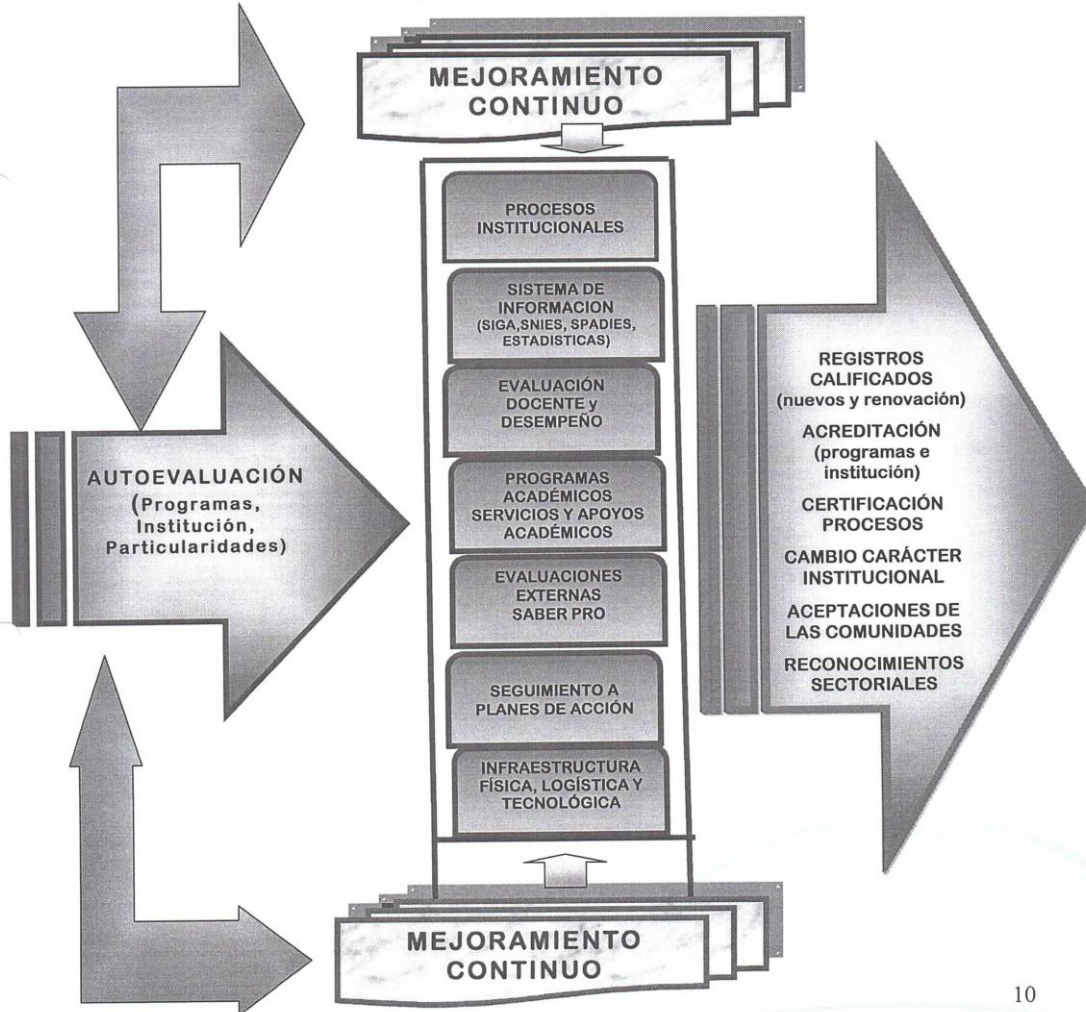 MEJORAMIENTO
CONTINUO
PROCESOS
INSTITUCIONALES
SISTEMA DE
INFORMACION
(SIGA,SNIES, SPADIES,
ESTADISTICAS)
EVALUACIÓN
DOCENTE y
DESEMPEÑO
PROGRAMAS
ACADÉMICOS
SERVICIOS Y APOYOS
ACADÉMICOS
EVALUACIONES
EXTERNAS
SABER PRO
SEGUIMIENTO A
PLANES DE ACCIÓN
INFRAESTRUCTURA
FÍSICA, LOGÍSTICA Y
TECNOLÓGICA
AUTOEVALUACIÓN
(Programas,
Institución,
Particularidades)
REGISTROS
CALIFICADOS
(nuevos y renovación)
ACREDITACIÓN
(programas e
institución)
CERTIFICACIÓN
PROCESOS
CAMBIO CARÁCTER
INSTITUCIONAL
ACEPTACIONES DE
LAS COMUNIDADES
RECONOCIMIENTOS
SECTORIALES
MEJORAMIENTO
CONTINUO
10